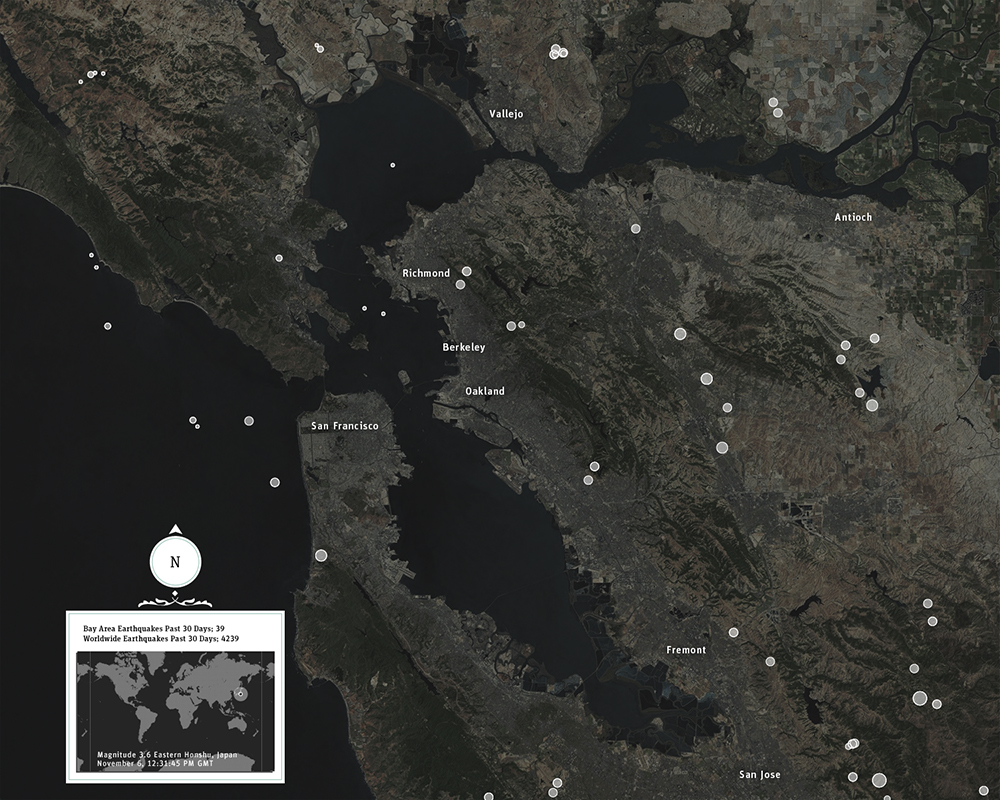 Vallejo
Antioch
Richmond
Berkeley
Oakland
San Francisco
N
Bay Area Earthquakes Past 30 Days; 39
Worldwide Earthquakes Past 30 Days; 4239
Fremont
Magnitude 3.6 Eastern Honshu, Japan
November 6, 12:31:45 PM GMT
San Jose